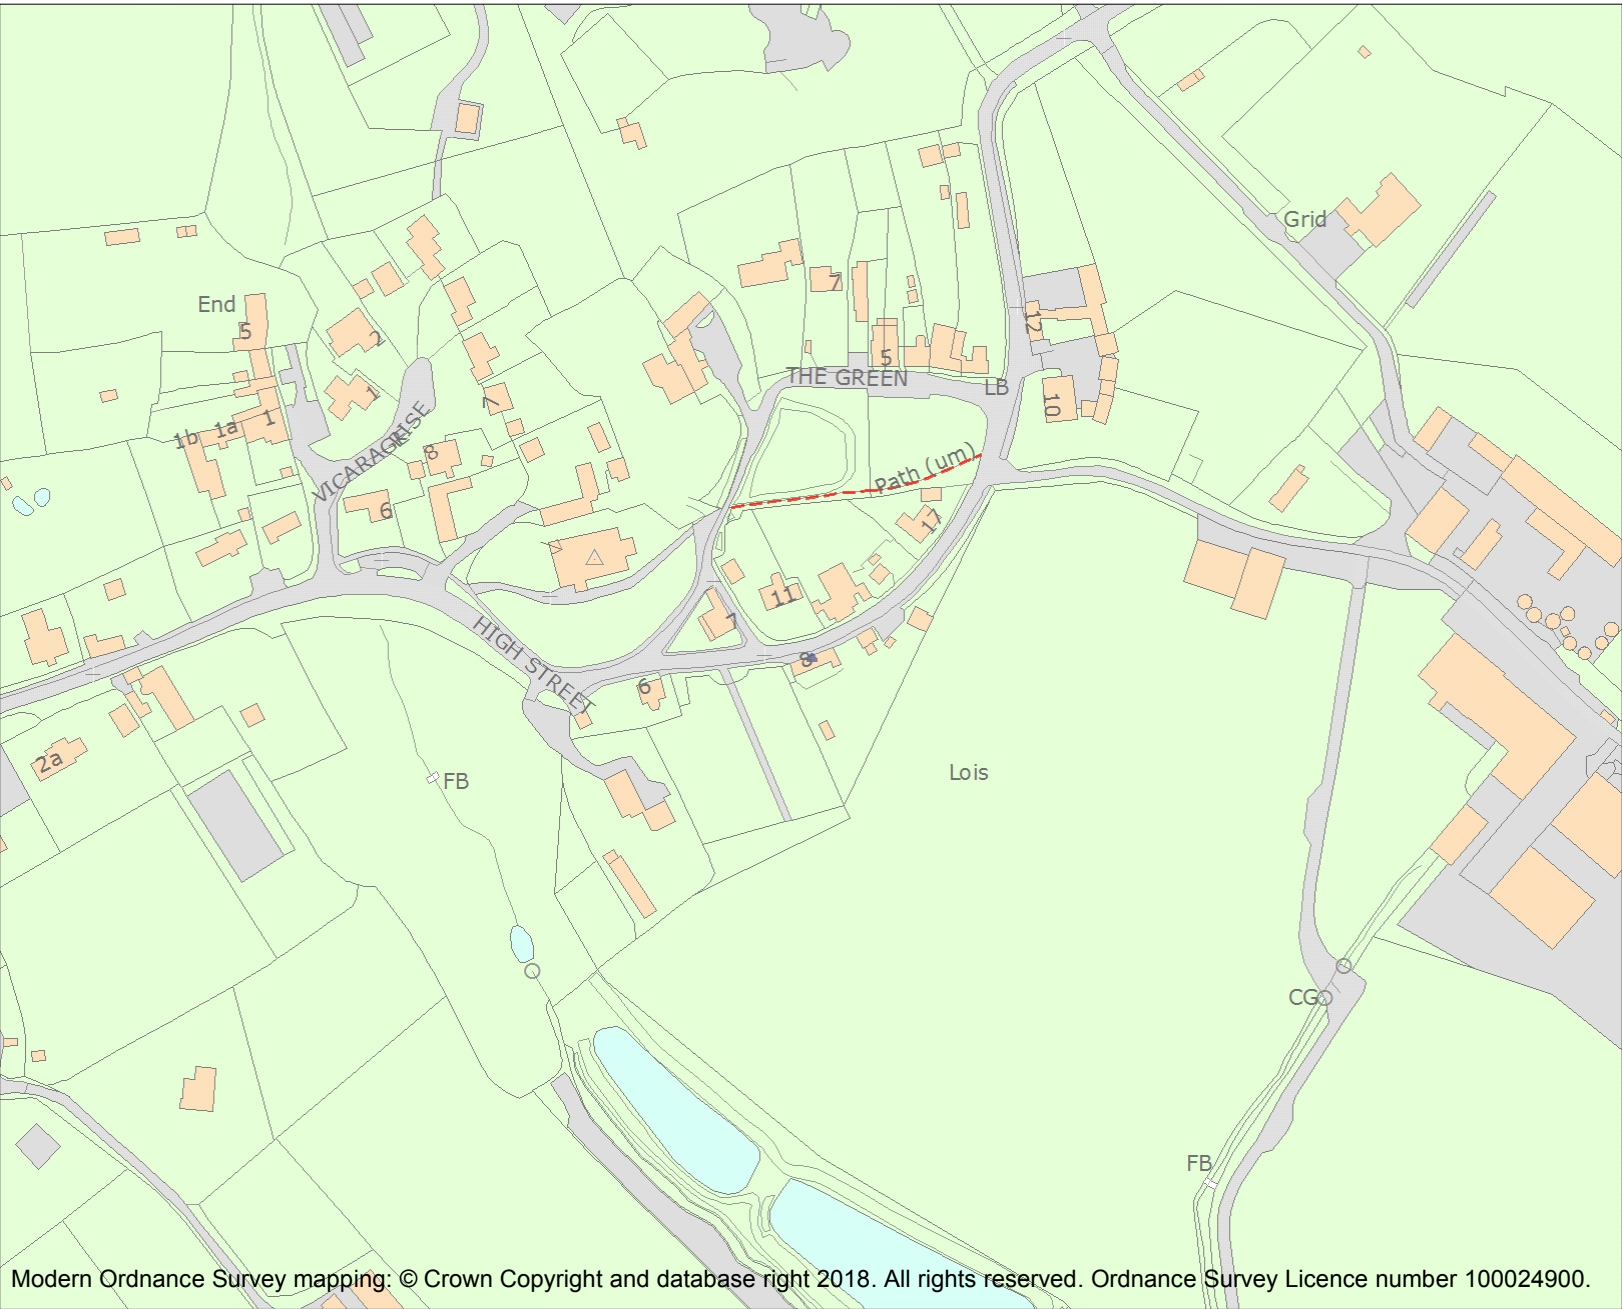 Grid
End
5
2
7
12
THE GREEN
5
LB
1
7
10
1b
1a
1
VICARAGE
8
Path (um)
6
17
11
7
HIGH STREET
8
6
2a
FB
Lois
CG
FB
Modern Ordnance Survey mapping: © Crown Copyright and database right 2018. All rights reserved. Ordnance Survey Licence number 100024900.